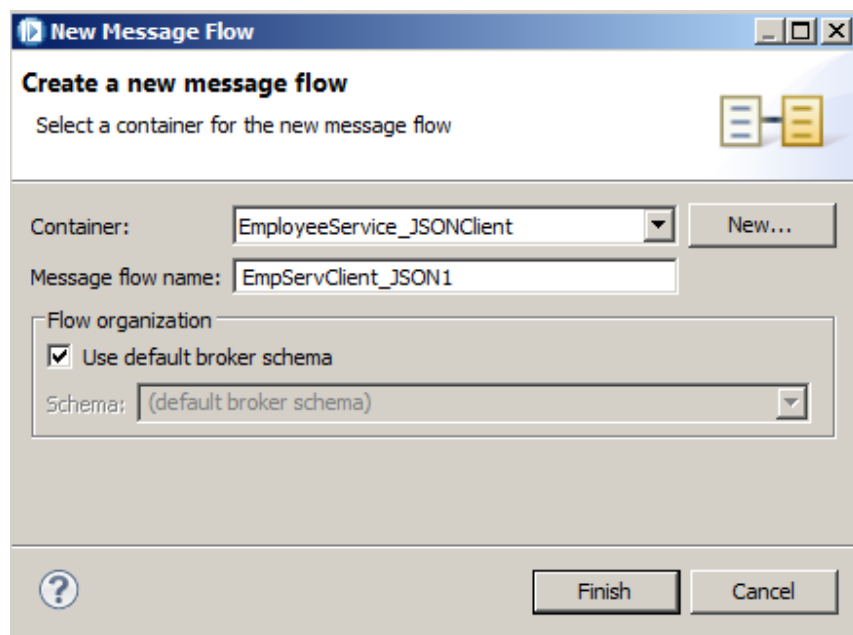 New Message Flow
Create a new message flow
Select a container for the new message flow
Container: EmployeeService_JSONClient New...
Message flow name: EmpServClient_JSON1
Flow organization
Use default broker schema
Schema: (default broker schema)
? Finish Cancel